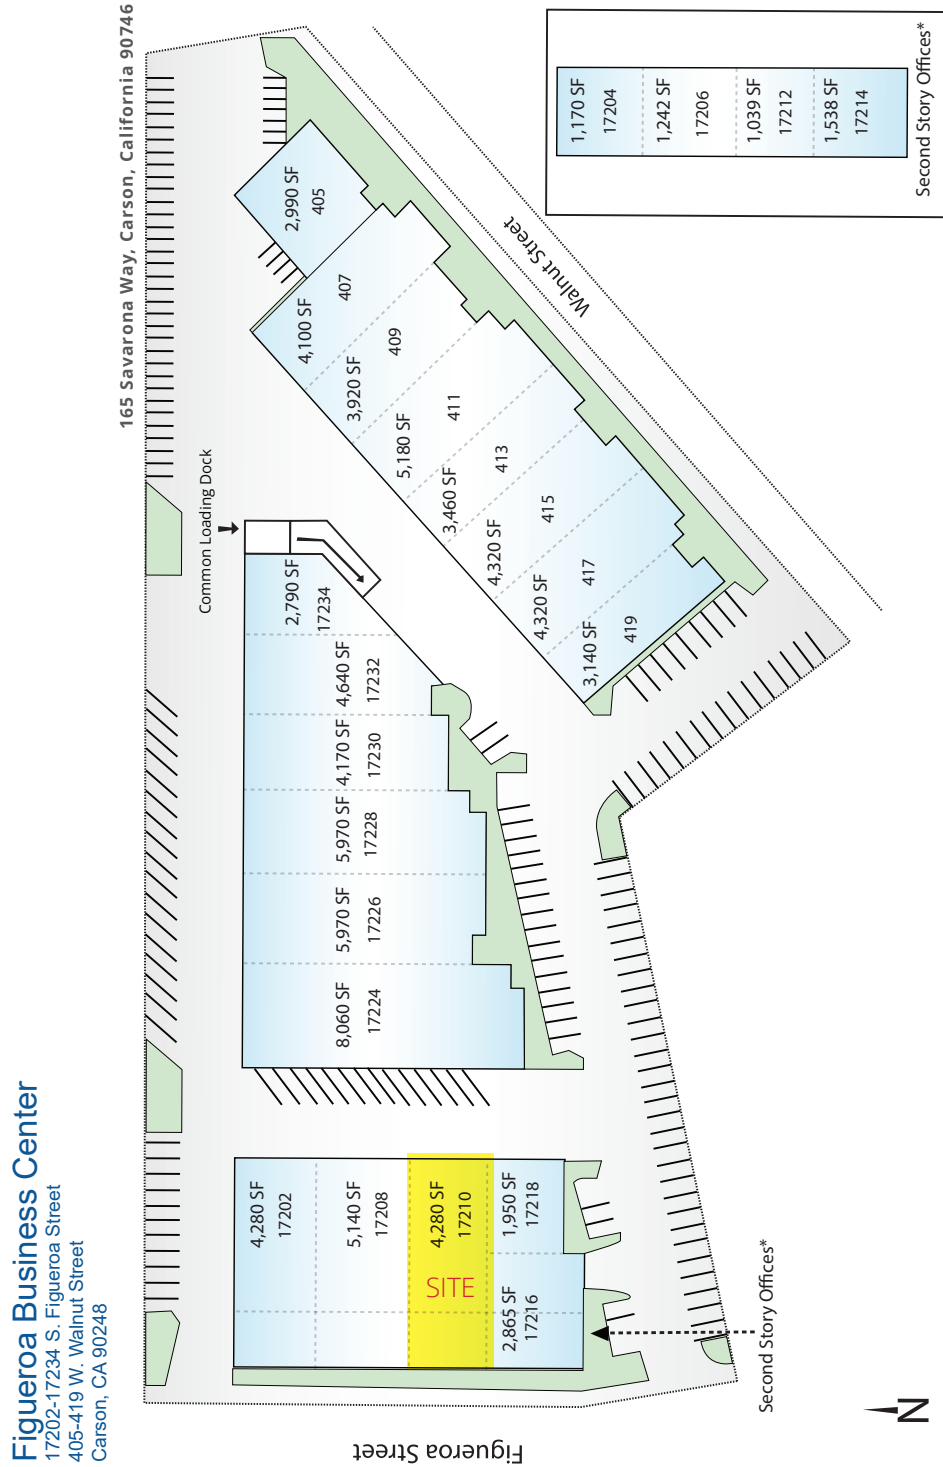 Figueroa Business Center
17202-17234 S. Figueroa Street
405-419 W. Walnut Street
Carson, CA 90248
165 Savarona Way, Carson, California 90746
Common Loading Dock
2,990 SF
405
4,100 SF
407
3,920 SF
409
5,180 SF
411
3,460 SF
413
4,320 SF
415
4,320 SF
417
3,140 SF
419
Walnut Street
2,790 SF
17234
4,640 SF
17232
4,170 SF
17230
5,970 SF
17228
5,970 SF
17226
8,060 SF
17224
4,280 SF
17202
5,140 SF
17208
4,280 SF
17210
SITE
1,950 SF
17218
2,865 SF
17216
Second Story Offices*
Figueroa Street
N
1,170 SF
17204
1,242 SF
17206
1,039 SF
17212
1,538 SF
17214
Second Story Offices*